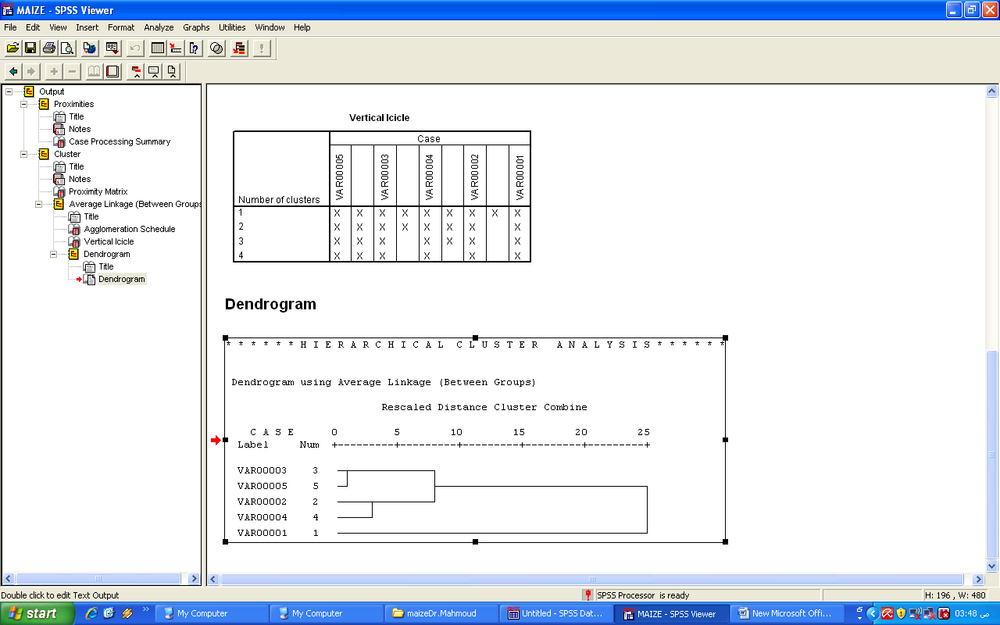 MAIZE - SPSS Viewer
File Edit View Insert Format Analyze Graphs Utilities Window Help
Output
Proximities
Title
Notes
Case Processing Summary
Cluster
Title
Notes
Proximity Matrix
Average Linkage (Between Groups
Title
Agglomeration Schedule
Vertical Icicle
Dendrogram
Title
Dendrogram
Vertical Icicle
Case
Number of clusters VAR00005 VAR00003 VAR00004 VAR00002 VAR00001
1 X X X X X X X X X
2 X X X X X X X X
3 X X X X X X X
4 X X X X X X
Dendrogram
* * * * * * H I E R A R C H I C A L C L U S T E R A N A L Y S I S * * * * * *
Dendrogram using Average Linkage (Between Groups)
Rescaled Distance Cluster Combine
C A S E 0 5 10 15 20 25
Label Num +---------+---------+---------+---------+---------+
VAR00003 3
VAR00005 5
VAR00002 2
VAR00004 4
VAR00001 1
Double click to edit Text Output SPSS Processor is ready H: 196 , W: 480
start » My Computer My Computer maizeDr.Mahmoud Untitled - SPSS Dat... MAIZE - SPSS Viewer New Microsoft Offi... 03:48 ص